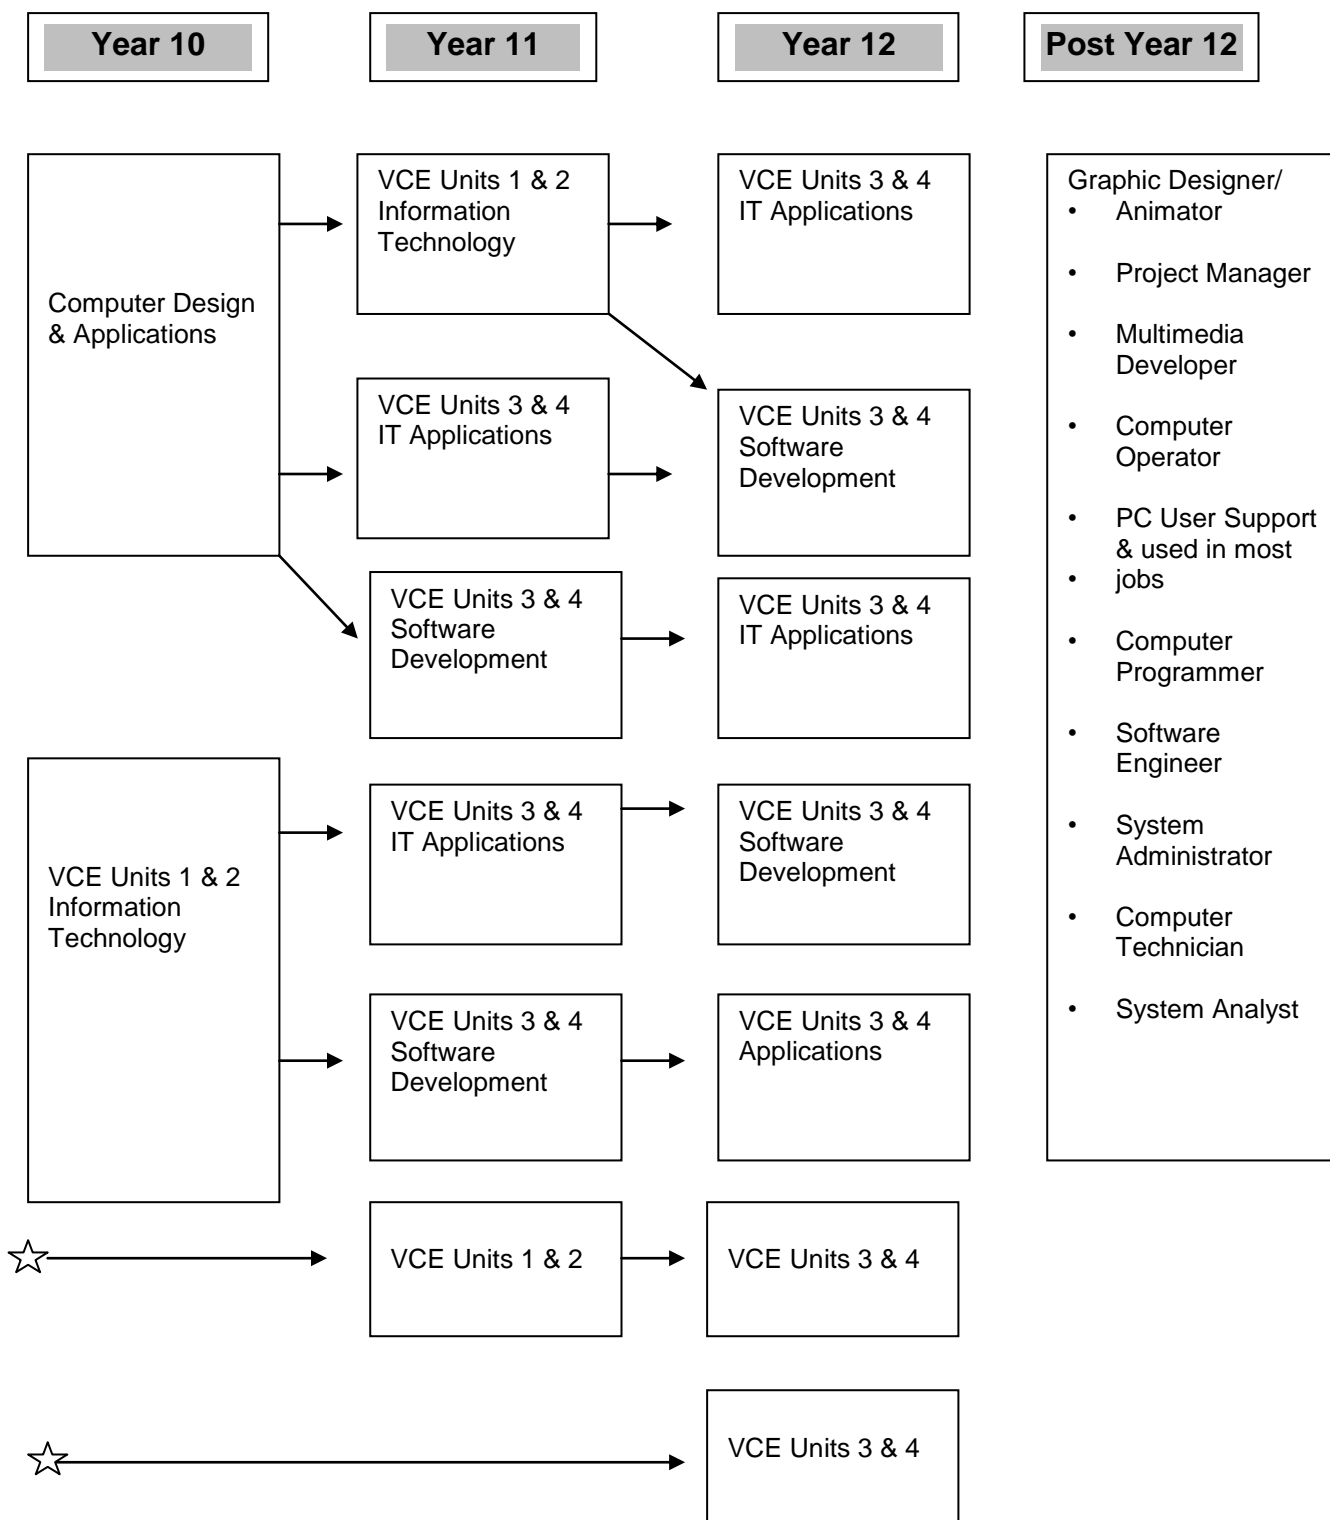 Year 10
Year 11
Year 12
Post Year 12
Computer Design
& Applications
VCE Units 1 & 2
Information
Technology
VCE Units 3 & 4
IT Applications
VCE Units 3 & 4
IT Applications
VCE Units 3 & 4
Software
Development
VCE Units 3 & 4
Software
Development
VCE Units 3 & 4
IT Applications
VCE Units 1 & 2
Information
Technology
VCE Units 3 & 4
IT Applications
VCE Units 3 & 4
Software
Development
VCE Units 3 & 4
Software
Development
VCE Units 3 & 4
Applications
VCE Units 1 & 2
VCE Units 3 & 4
VCE Units 3 & 4
Graphic Designer/
• Animator
• Project Manager
• Multimedia
Developer
• Computer
Operator
• PC User Support
& used in most
• jobs
• Computer
Programmer
• Software
Engineer
• System
Administrator
• Computer
Technician
• System Analyst